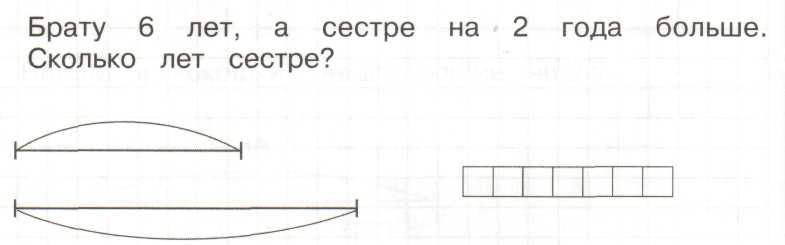 Брату 6 лет, а сестре на 2 года больше.
Сколько лет сестре?